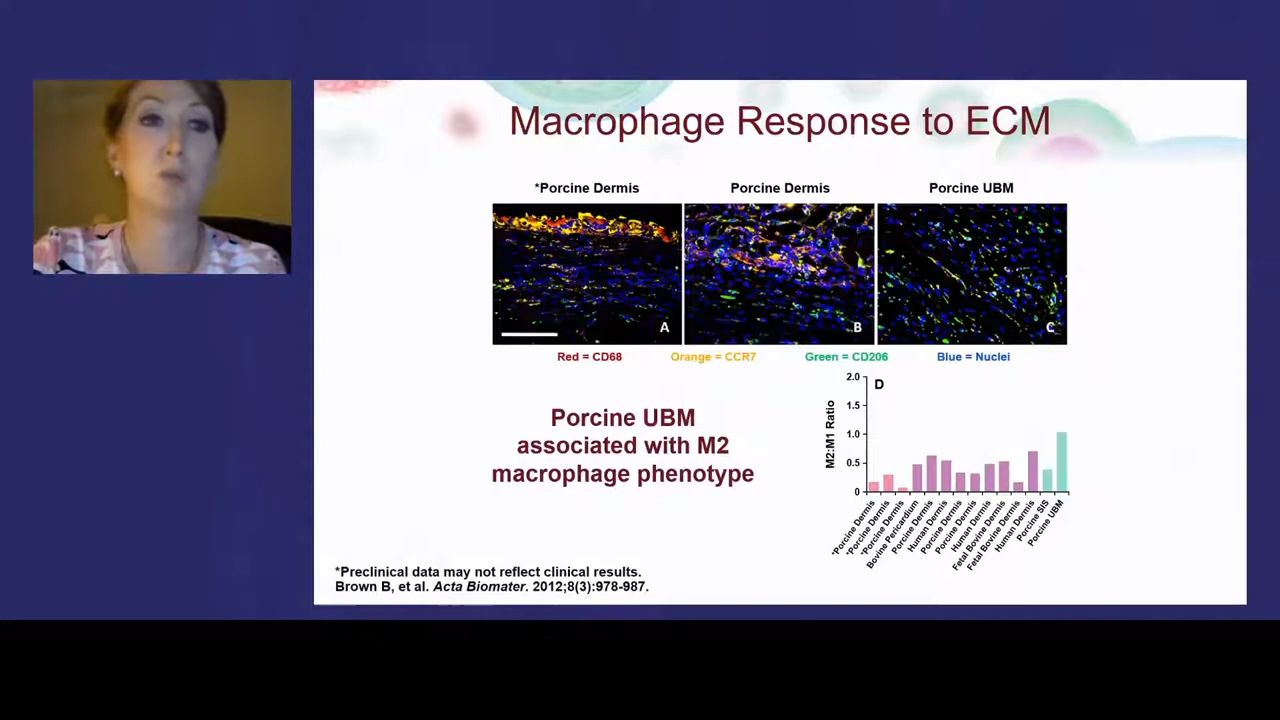 Macrophage Response to ECM
*Porcine Dermis
Porcine Dermis
Porcine UBM
A
B
C
Red = CD68
Orange = CCR7
Green = CD206
Blue = Nuclei
Porcine UBM
associated with M2
macrophage phenotype
D
M2:M1 Ratio
2.0
1.5
1.0
0.5
0
*Porcine Dermis
*Porcine Dermis
*Porcine Dermis
Bovine Pericardium
Porcine Dermis
Human Dermis
Porcine Dermis
Porcine Dermis
Human Dermis
Fetal Bovine Dermis
Fetal Bovine Dermis
Human Dermis
Porcine SIS
Porcine UBM
*Preclinical data may not reflect clinical results.
Brown B, et al. Acta Biomater. 2012;8(3):978-987.